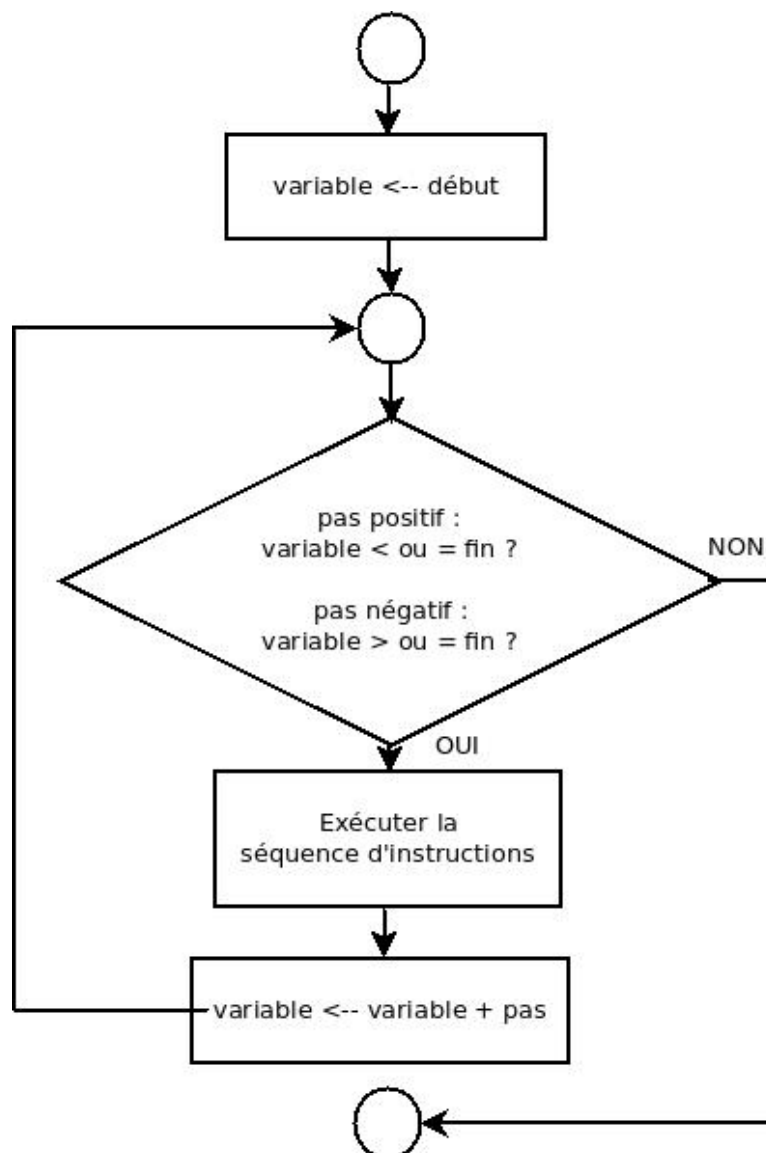 variable <-- début
pas positif :
variable < ou = fin ?
NON
pas négatif :
variable > ou = fin ?
OUI
Exécuter la
séquence d'instructions
variable <-- variable + pas